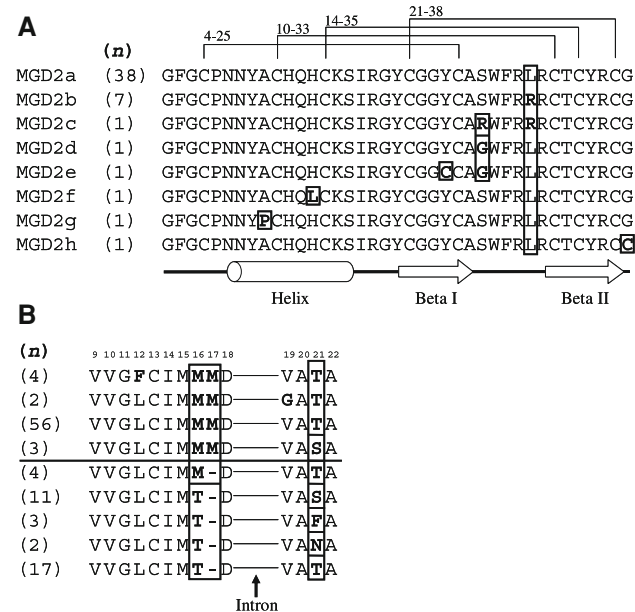 A
21-38
14-35
10-33
4-25
(n)
MGD2a (38) GFGCPNNYACHQHCKSIRGYCGGYCASWFRLRCTCYRCG
MGD2b (7) GFGCPNNYACHQHCKSIRGYCGGYCASWFRRRCTCYRCG
MGD2c (1) GFGCPNNYACHQHCKSIRGYCGGYCARWFRRRCTCYRCG
MGD2d (1) GFGCPNNYACHQHCKSIRGYCGGYCAGWFRLRCTCYRCG
MGD2e (1) GFGCPNNYACHQHCKSIRGYCGGCCAGWFRLRCTCYRCG
MGD2f (1) GFGCPNNYACHQLCKSIRGYCGGYCASWFRLRCTCYRCG
MGD2g (1) GFGCPNNYPCHQHCKSIRGYCGGYCASWFRLRCTCYRCG
MGD2h (1) GFGCPNNYACHQHCKSIRGYCGGYCASWFRLRCTCYRCC
Helix Beta I Beta II
B
(n) 9 10 11 12 13 14 15 16 17 18 19 20 21 22
(4) VVGFCIMMMD VATA
(2) VVGLCIMMMD GATA
(56) VVGLCIMMMD VATA
(3) VVGLCIMMMD VASA
(4) VVGLCIMM-D VATA
(11) VVGLCIMT-D VASA
(3) VVGLCIMT-D VAFA
(2) VVGLCIMT-D VANA
(17) VVGLCIMT-D VATA
Intron